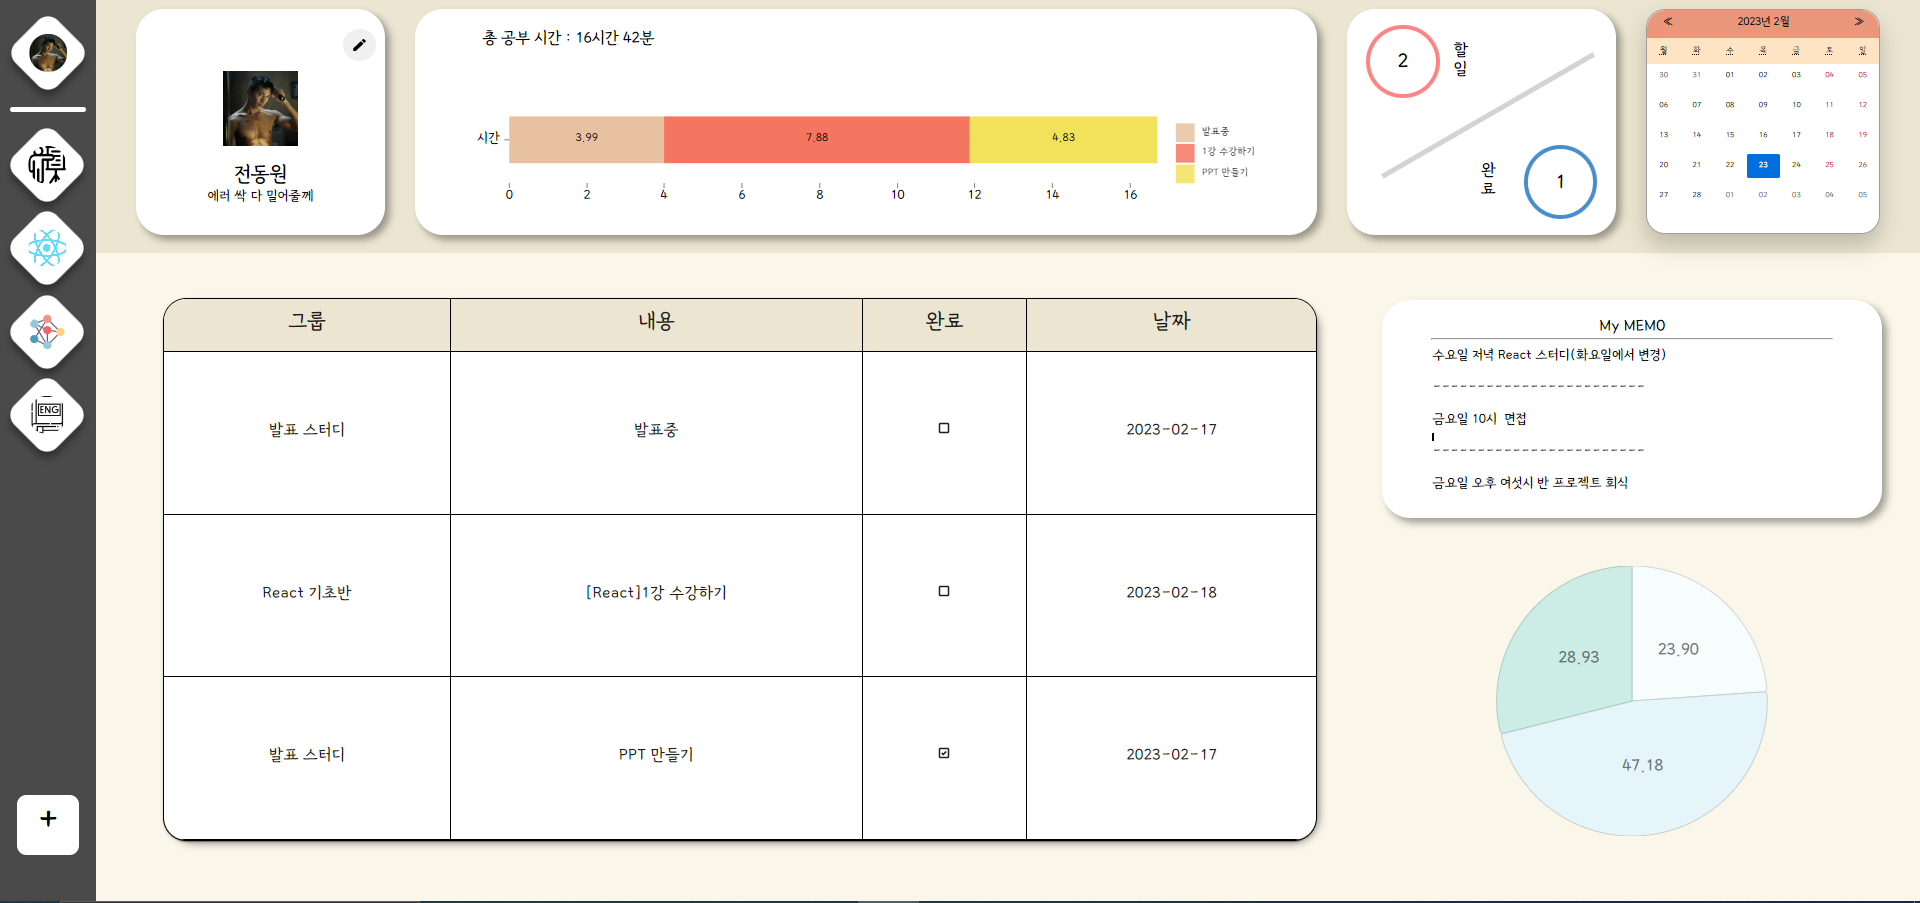 ENG
+
전동원
에러 싹 다 밀어줄께
총 공부 시간 : 16시간 42분
시간
3.99
7.88
4.83
0
2
4
6
8
10
12
14
16
발표중
1강 수강하기
PPT 만들기
2
할
일
완
료
1
≪
2023년 2월
≫
월 화 수 목 금 토 일
30 31 01 02 03 04 05
06 07 08 09 10 11 12
13 14 15 16 17 18 19
20 21 22 23 24 25 26
27 28 01 02 03 04 05
그룹 내용 완료 날짜
발표 스터디 발표중 2023-02-17
React 기초반 [React]1강 수강하기 2023-02-18
발표 스터디 PPT 만들기 2023-02-17
My MEMO
수요일 저녁 React 스터디(화요일에서 변경)
------------------------
금요일 10시 면접
------------------------
금요일 오후 여섯시 반 프로젝트 회식
28.93
23.90
47.18